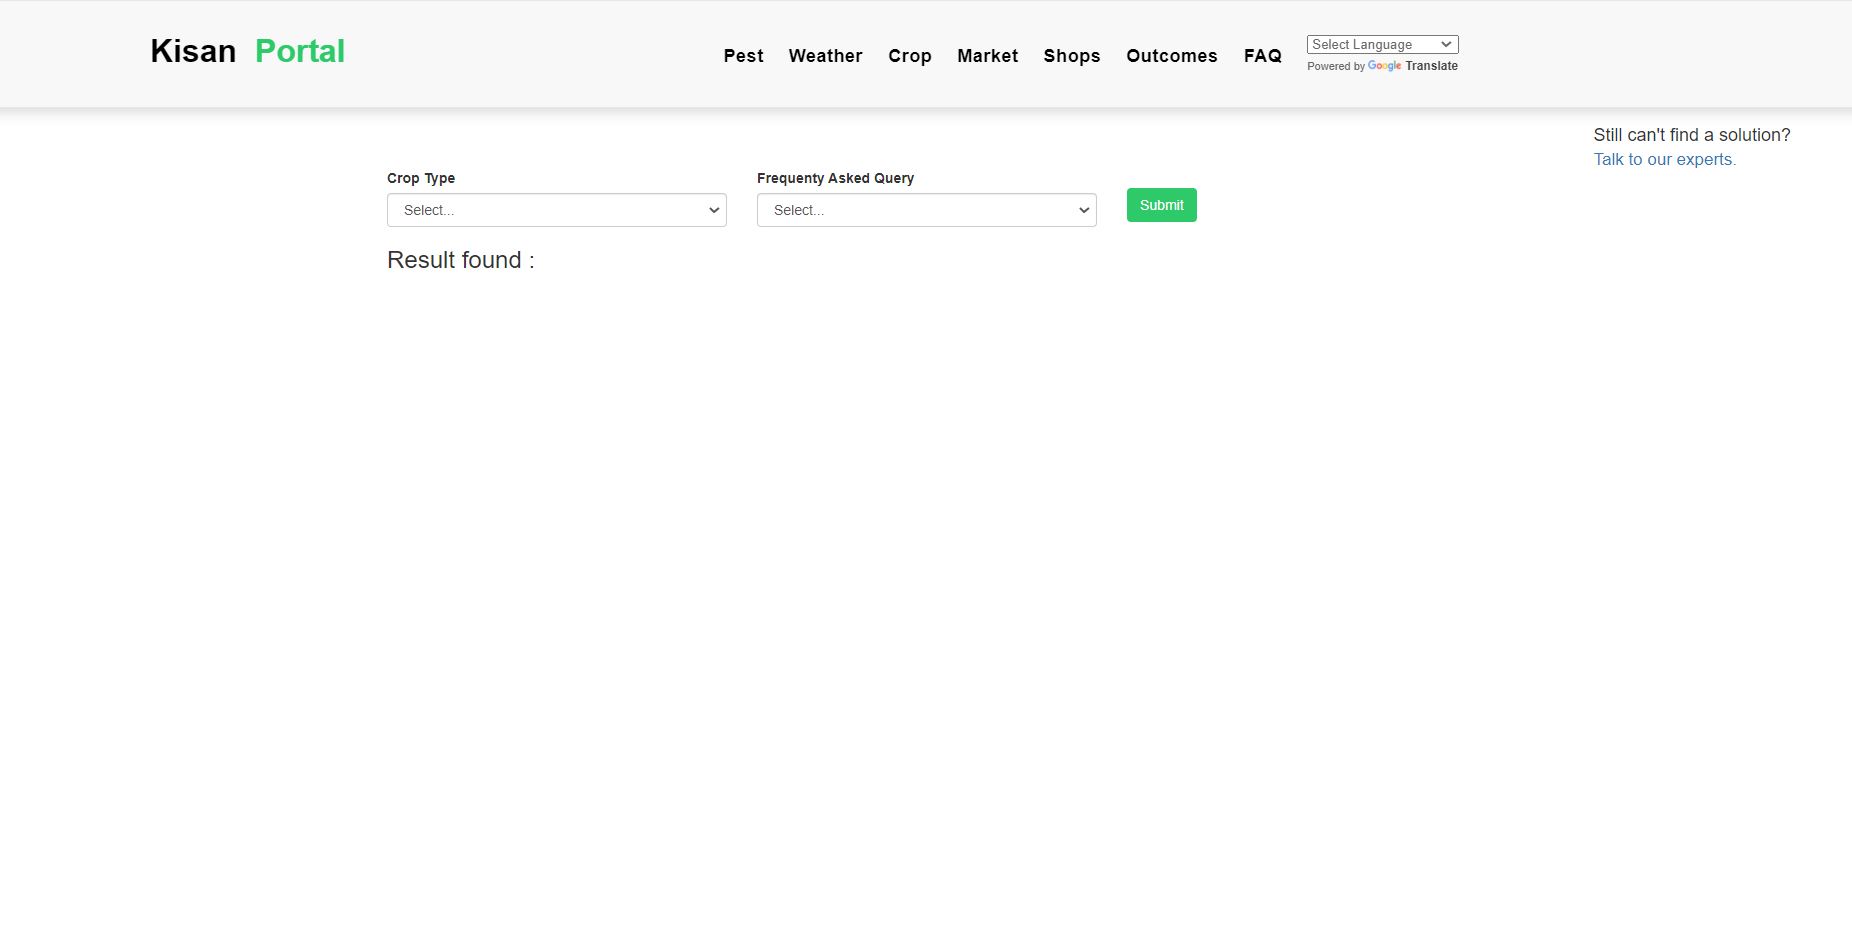 Kisan Portal
Pest Weather Crop Market Shops Outcomes FAQ
Select Language
Powered by Google Translate
Still can't find a solution?
Talk to our experts.
Crop Type
Select...
Frequenty Asked Query
Select...
Submit
Result found :